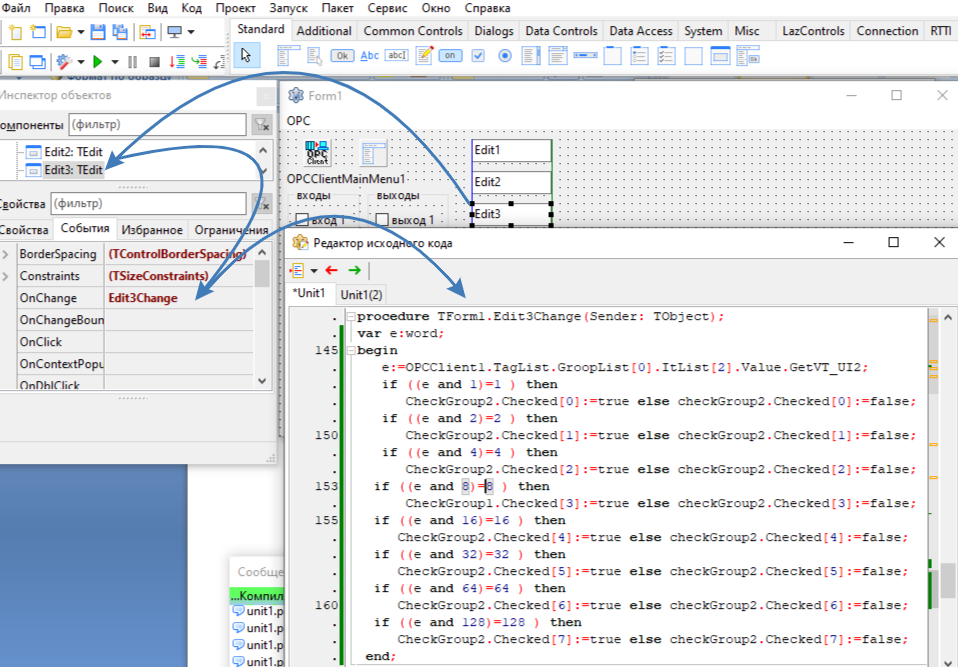 Файл Правка Поиск Вид Код Проект Запуск Пакет Сервис Окно Справка
Standard Additional Common Controls Dialogs Data Controls Data Access System Misc LazControls Connection RTTI
Ok Abc abcI on
Формат по образцу
Инспектор объектов
омпоненты (фильтр)
Edit2: TEdit
Edit3: TEdit
Свойства (фильтр)
Свойства События Избранное Ограничения
BorderSpacing (TControlBorderSpacing)
Constraints (TSizeConstraints)
OnChange Edit3Change
OnChangeBoun
OnClick
OnContextPopu
OnDblClick
Form1
OPC
OPC
Client
OPCClientMainMenu1
входы выходы
вход 1 выход 1
Edit1
Edit2
Edit3
Редактор исходного кода
*Unit1 Unit1(2)
. procedure TForm1.Edit3Change(Sender: TObject);
. var e:word;
145 begin
. e:=OPCClient1.TagList.GroopList[0].ItList[2].Value.GetVT_UI2;
. if ((e and 1)=1 ) then
. CheckGroup2.Checked[0]:=true else checkGroup2.Checked[0]:=false;
. if ((e and 2)=2 ) then
150 CheckGroup2.Checked[1]:=true else checkGroup2.Checked[1]:=false;
. if ((e and 4)=4 ) then
. CheckGroup2.Checked[2]:=true else checkGroup2.Checked[2]:=false;
153 if ((e and 8)=8 ) then
. CheckGroup1.Checked[3]:=true else checkGroup2.Checked[3]:=false;
155 if ((e and 16)=16 ) then
. CheckGroup2.Checked[4]:=true else checkGroup2.Checked[4]:=false;
. if ((e and 32)=32 ) then
. CheckGroup2.Checked[5]:=true else checkGroup2.Checked[5]:=false;
. if ((e and 64)=64 ) then
160 CheckGroup2.Checked[6]:=true else checkGroup2.Checked[6]:=false;
. if ((e and 128)=128 ) then
. CheckGroup2.Checked[7]:=true else checkGroup2.Checked[7]:=false;
. end;
Сообще
...Компил
unit1.p
unit1.p
unit1.p
unit1.p